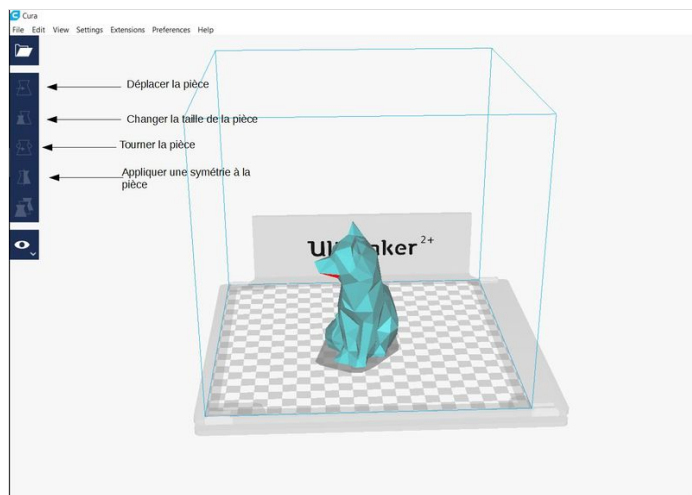 Cura
File Edit View Settings Extensions Preferences Help
Déplacer la pièce
Changer la taille de la pièce
Tourner la pièce
Appliquer une symétrie à la
pièce
2+